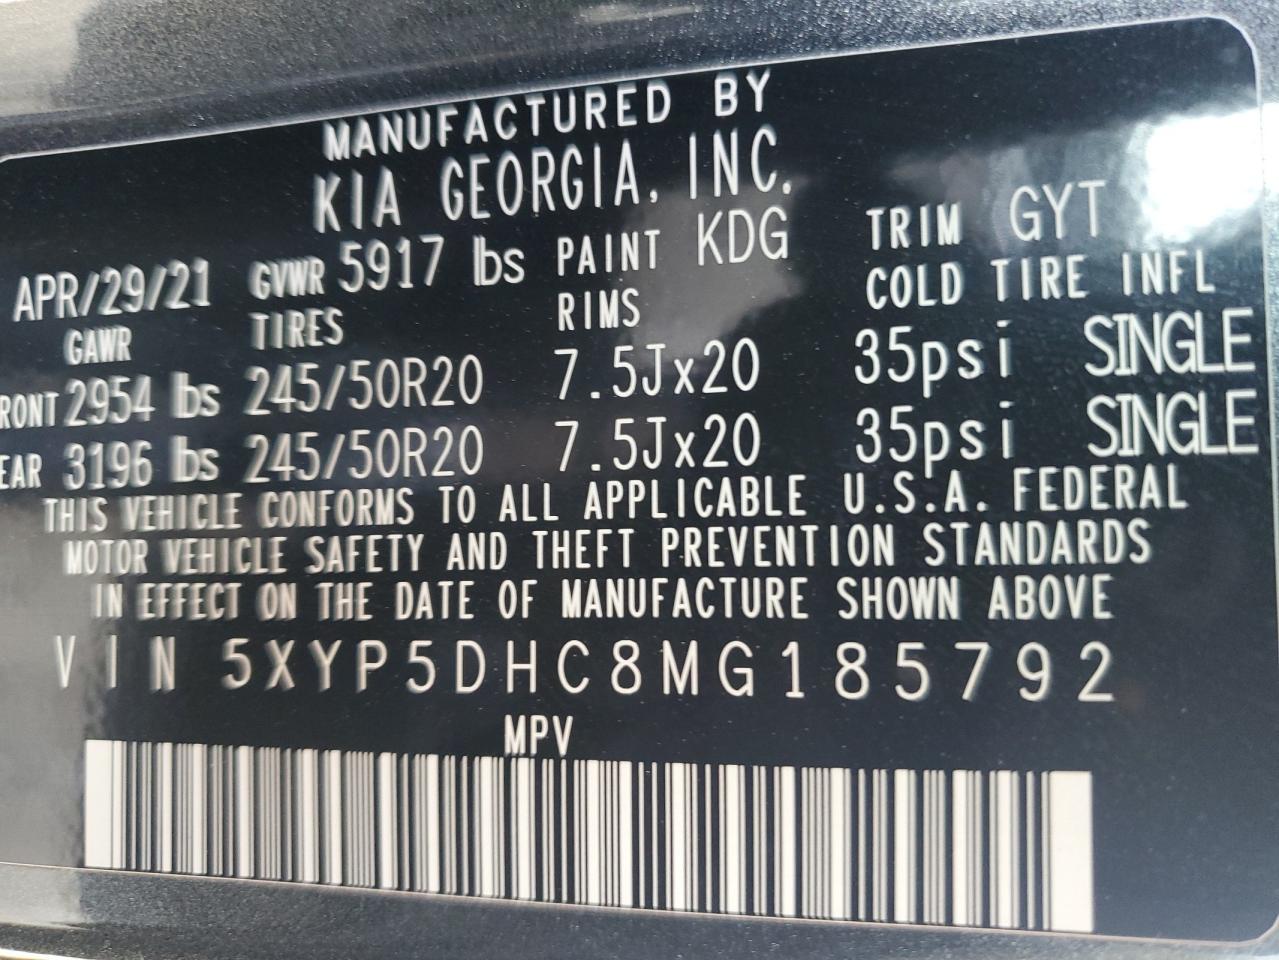 MANUFACTURED BY
KIA GEORGIA, INC.
APR/29/21 GVWR 5917 lbs PAINT KDG TRIM GYT
GAWR TIRES RIMS COLD TIRE INFL
RONT 2954 lbs 245/50R20 7.5Jx20 35psi SINGLE
EAR 3196 lbs 245/50R20 7.5Jx20 35psi SINGLE
THIS VEHICLE CONFORMS TO ALL APPLICABLE U.S.A. FEDERAL
MOTOR VEHICLE SAFETY AND THEFT PREVENTION STANDARDS
IN EFFECT ON THE DATE OF MANUFACTURE SHOWN ABOVE
VIN 5XYP5DHC8MG185792
MPV